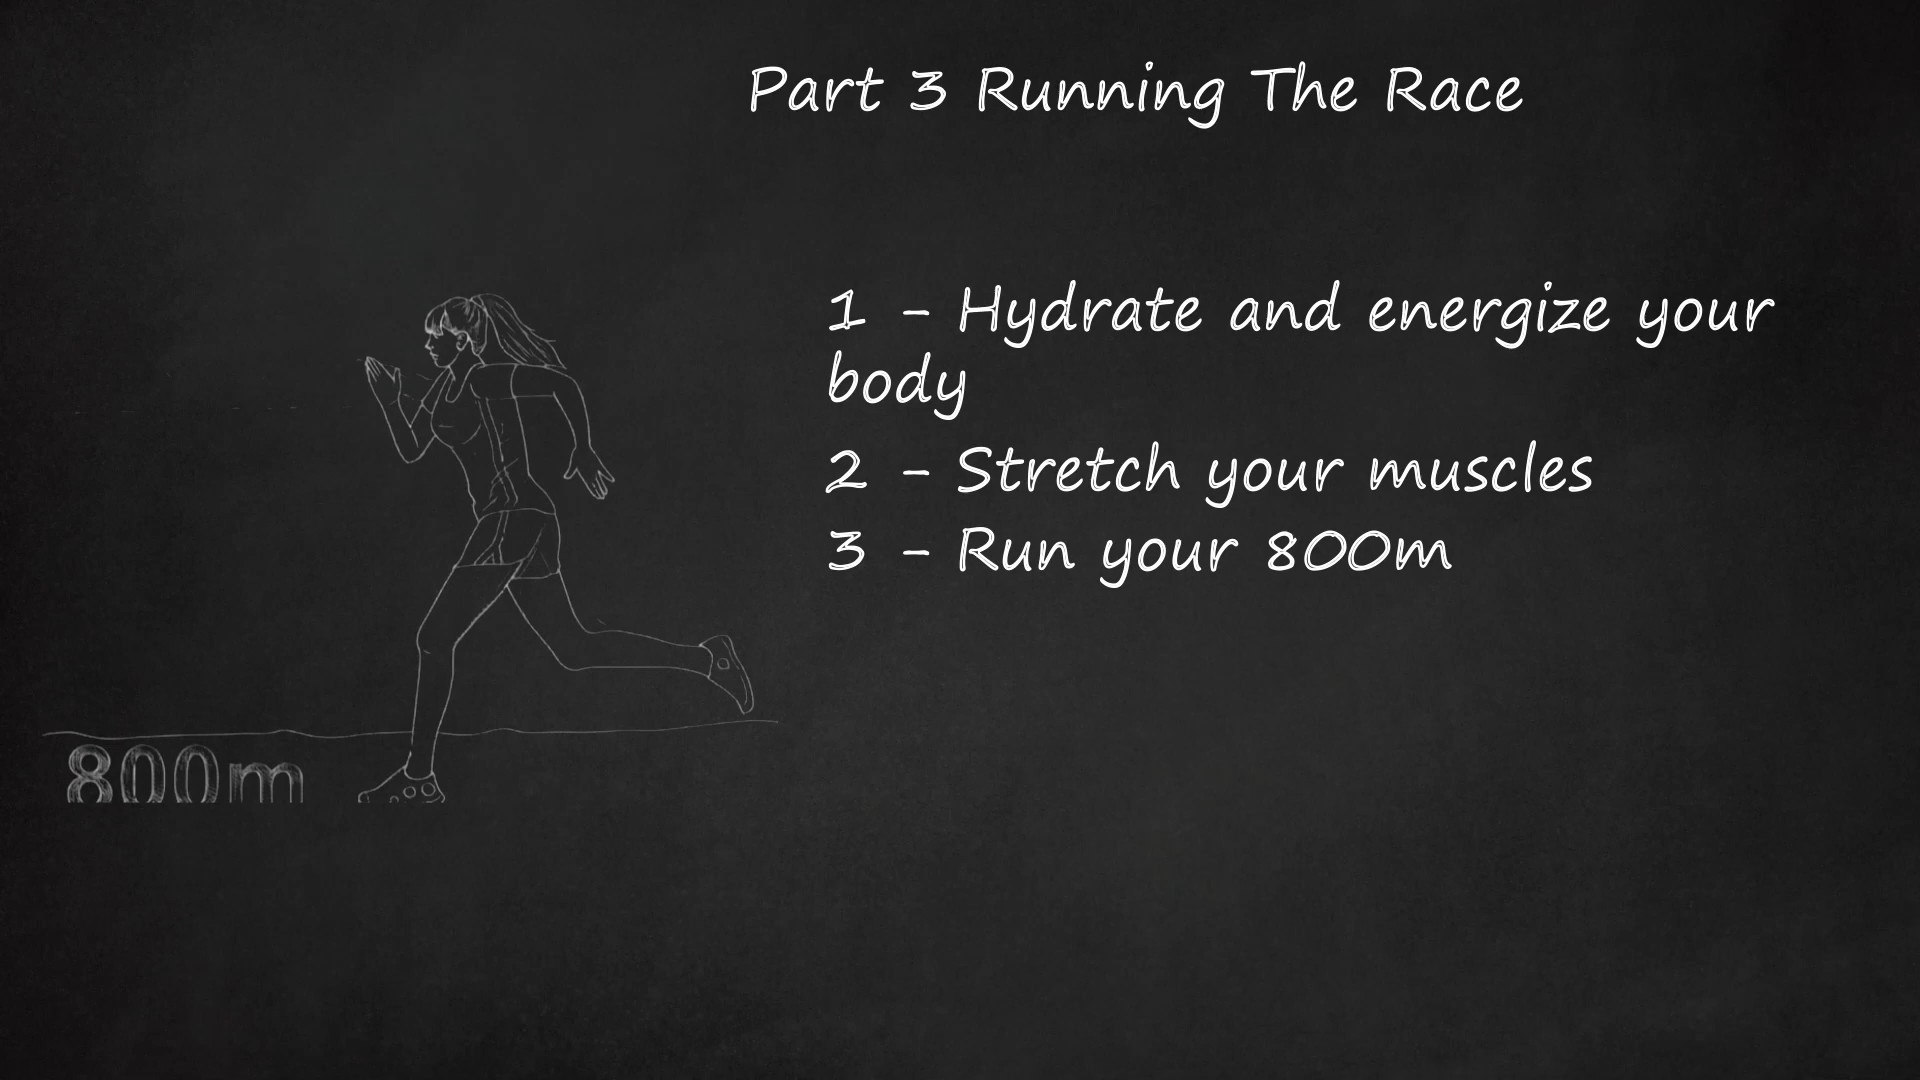 Part 3 Running The Race
1 - Hydrate and energize your
body
2 - Stretch your muscles
3 - Run your 800m
800m